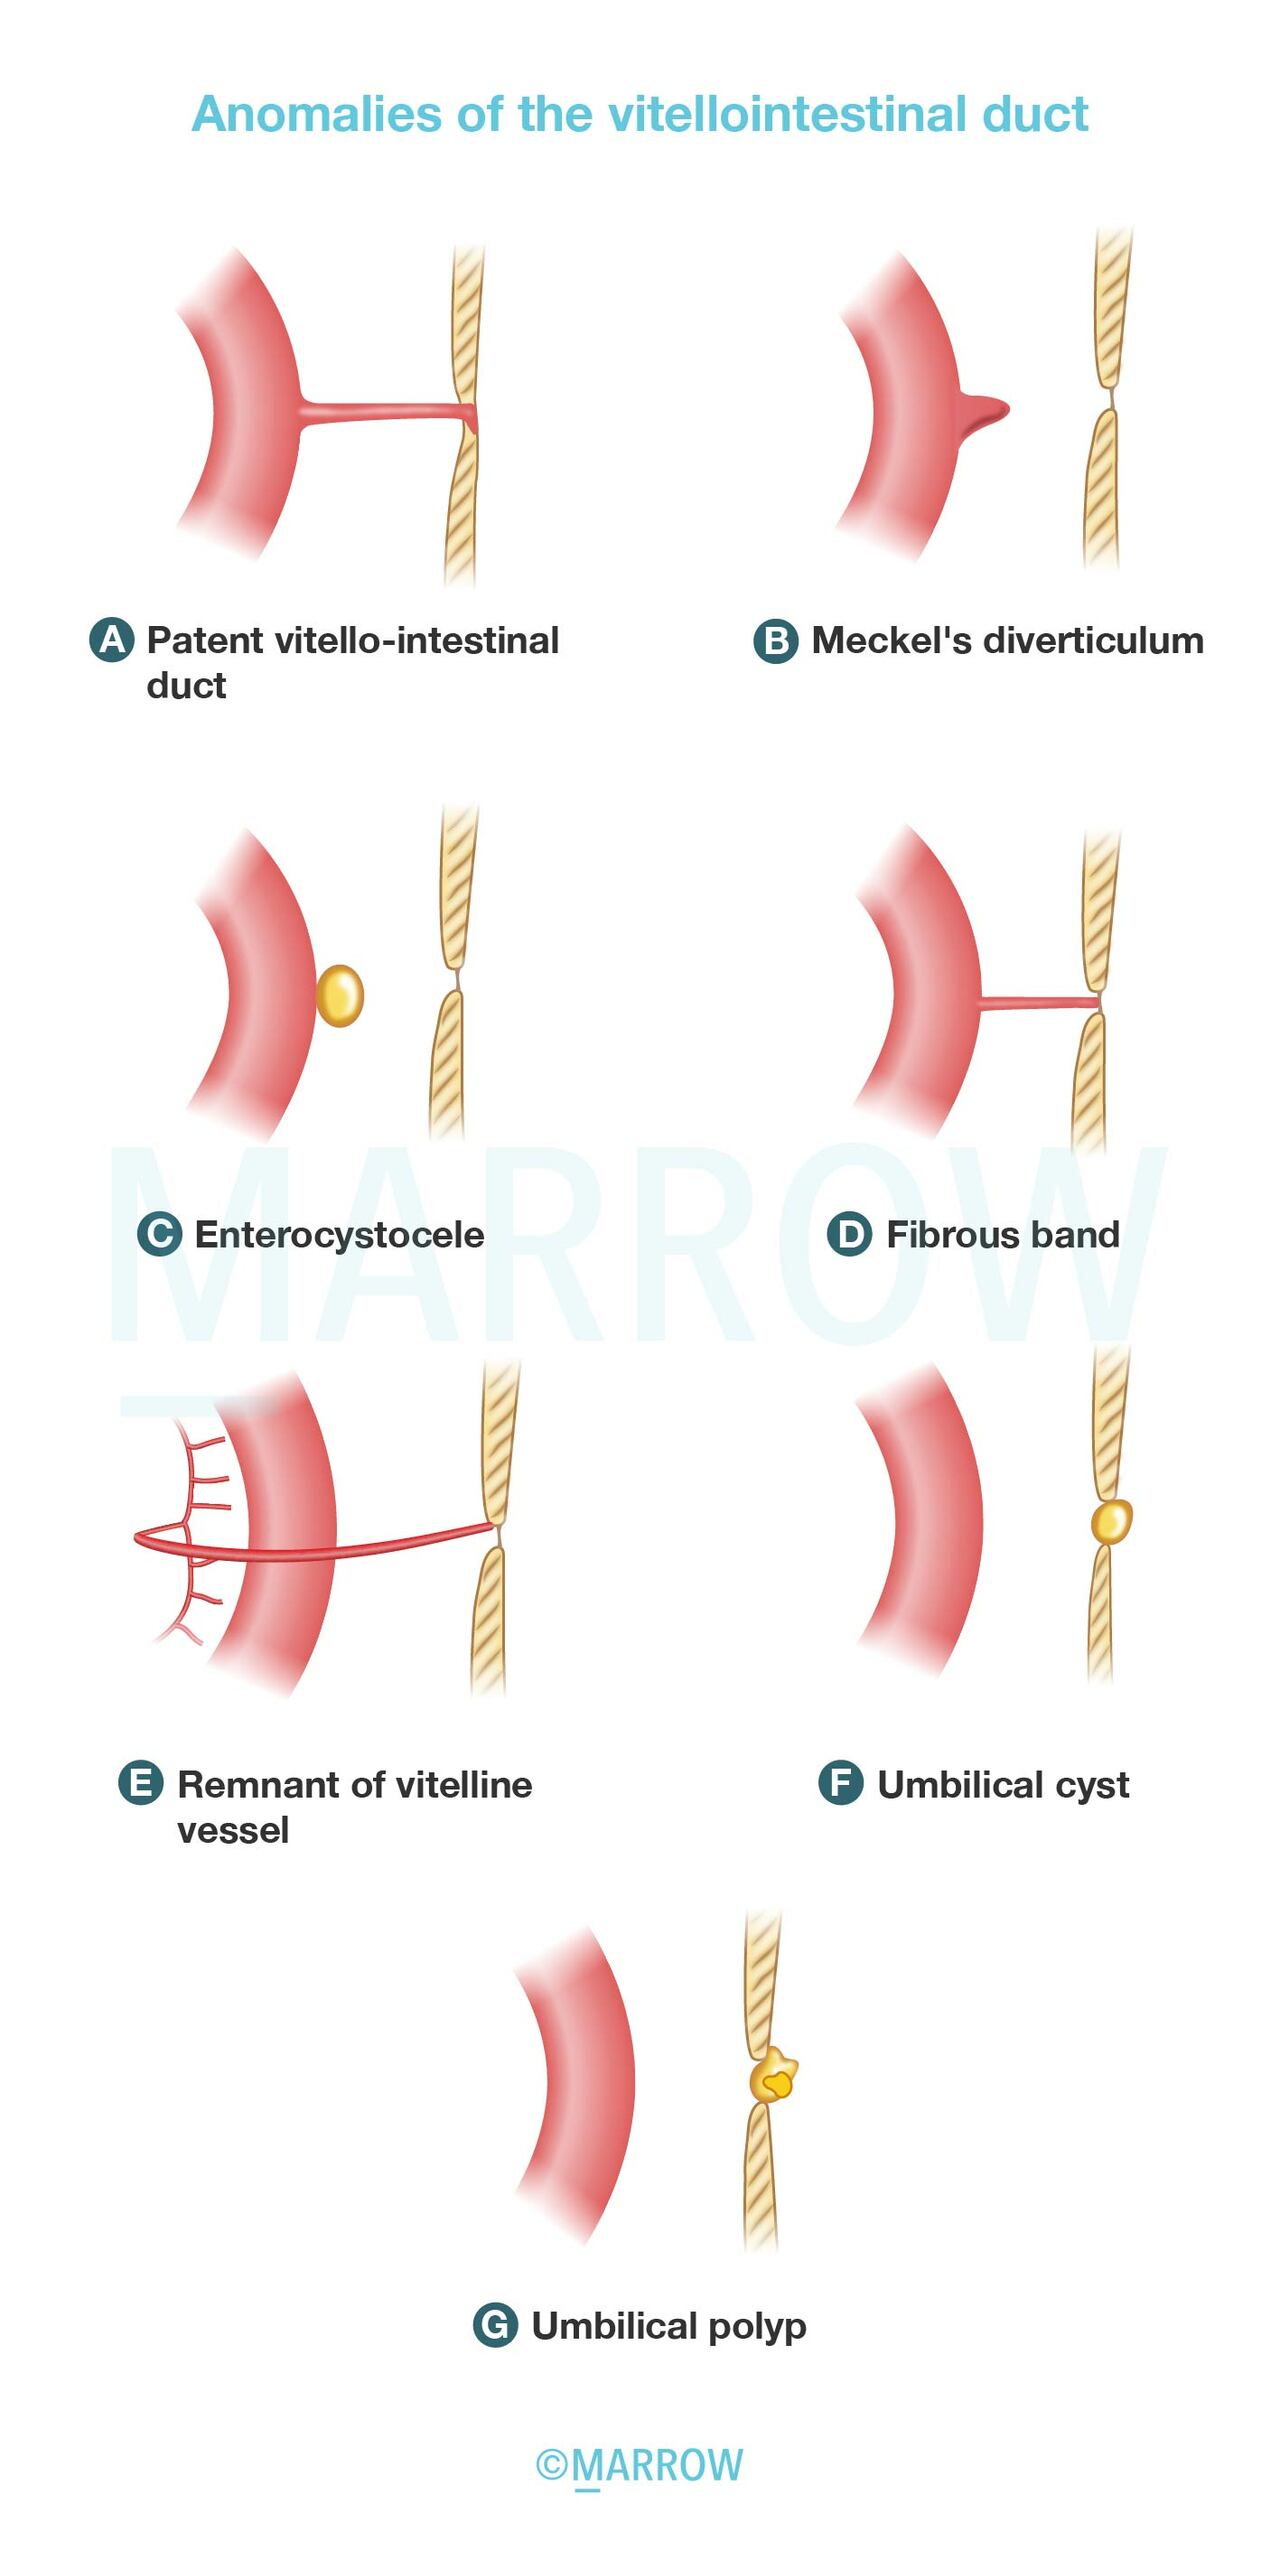 Anomalies of the vitellointestinal duct
A Patent vitello-intestinal
duct
B Meckel's diverticulum
C Enterocystocele
D Fibrous band
MARROW
E Remnant of vitelline
vessel
F Umbilical cyst
G Umbilical polyp
©MARROW